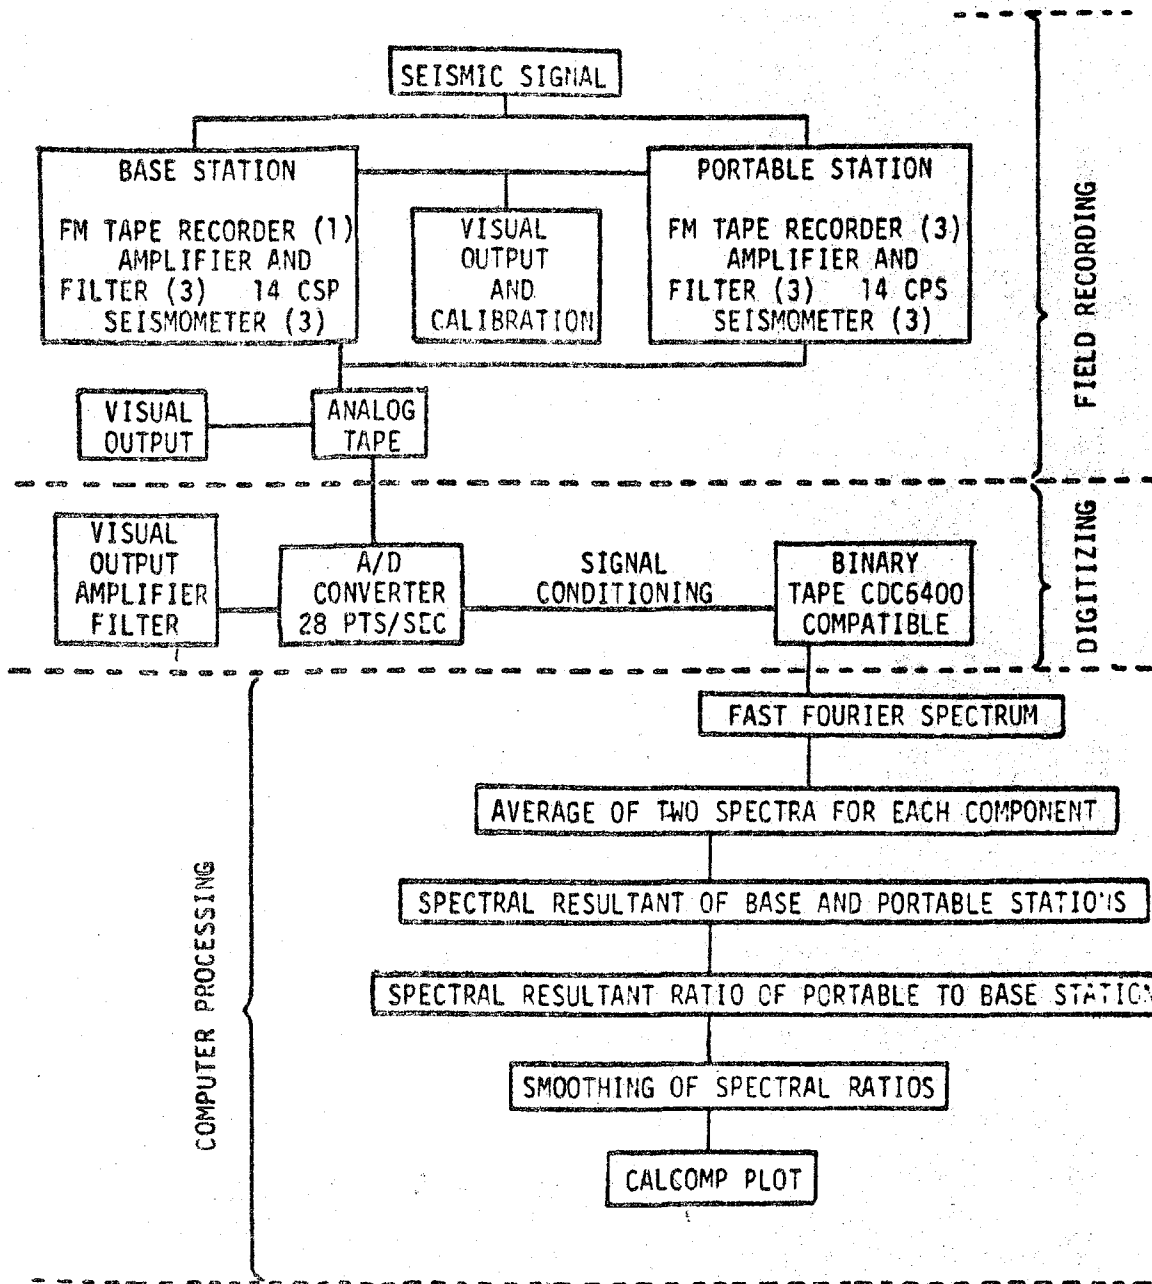 SEISMIC SIGNAL
BASE STATION
FM TAPE RECORDER (1)
AMPLIFIER AND
FILTER (3) 14 CSP
SEISMOMETER (3)
VISUAL
OUTPUT
AND
CALIBRATION
PORTABLE STATION
FM TAPE RECORDER (3)
AMPLIFIER AND
FILTER (3) 14 CPS
SEISMOMETER (3)
VISUAL
OUTPUT
ANALOG
TAPE
FIELD RECORDING
VISUAL
OUTPUT
AMPLIFIER
FILTER
A/D
CONVERTER
28 PTS/SEC
SIGNAL
CONDITIONING
BINARY
TAPE CDC6400
COMPATIBLE
DIGITIZING
FAST FOURIER SPECTRUM
AVERAGE OF TWO SPECTRA FOR EACH COMPONENT
SPECTRAL RESULTANT OF BASE AND PORTABLE STATIONS
SPECTRAL RESULTANT RATIO OF PORTABLE TO BASE STATION
SMOOTHING OF SPECTRAL RATIOS
CALCOMP PLOT
COMPUTER PROCESSING